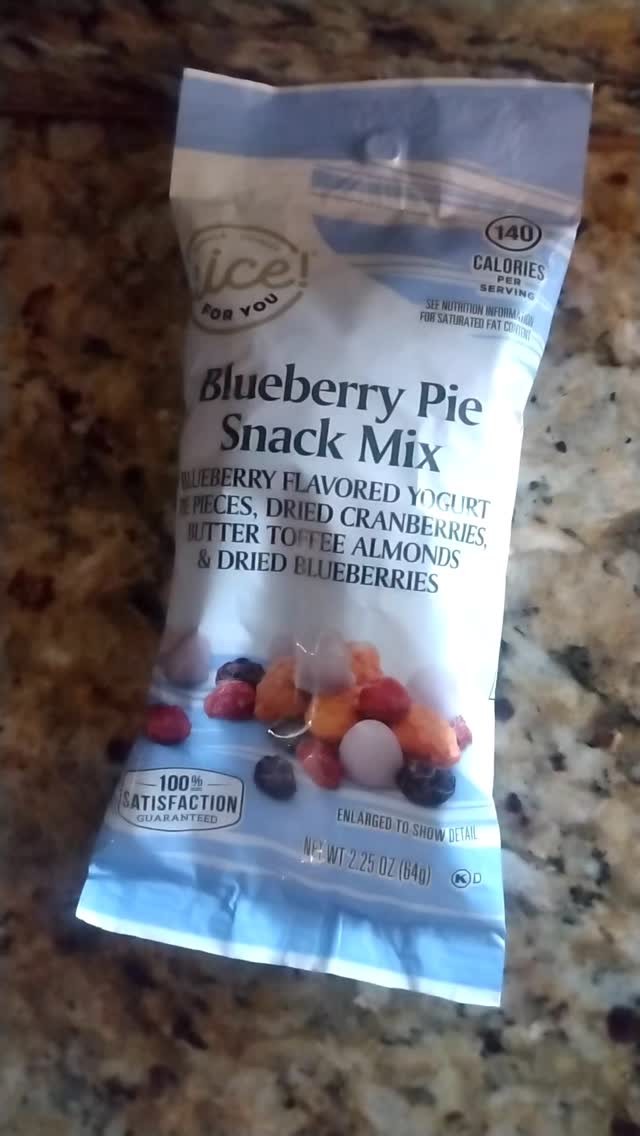 ice!
FOR YOU
140
CALORIES
PER
SERVING
SEE NUTRITION INFORMATION
FOR SATURATED FAT CONTENT
Blueberry Pie
Snack Mix
BLUEBERRY FLAVORED YOGURT
PIECES, DRIED CRANBERRIES,
BUTTER TOFFEE ALMONDS
& DRIED BLUEBERRIES
100%
SATISFACTION
GUARANTEED
ENLARGED TO SHOW DETAIL
NET WT 2.25 OZ (64g)
K D